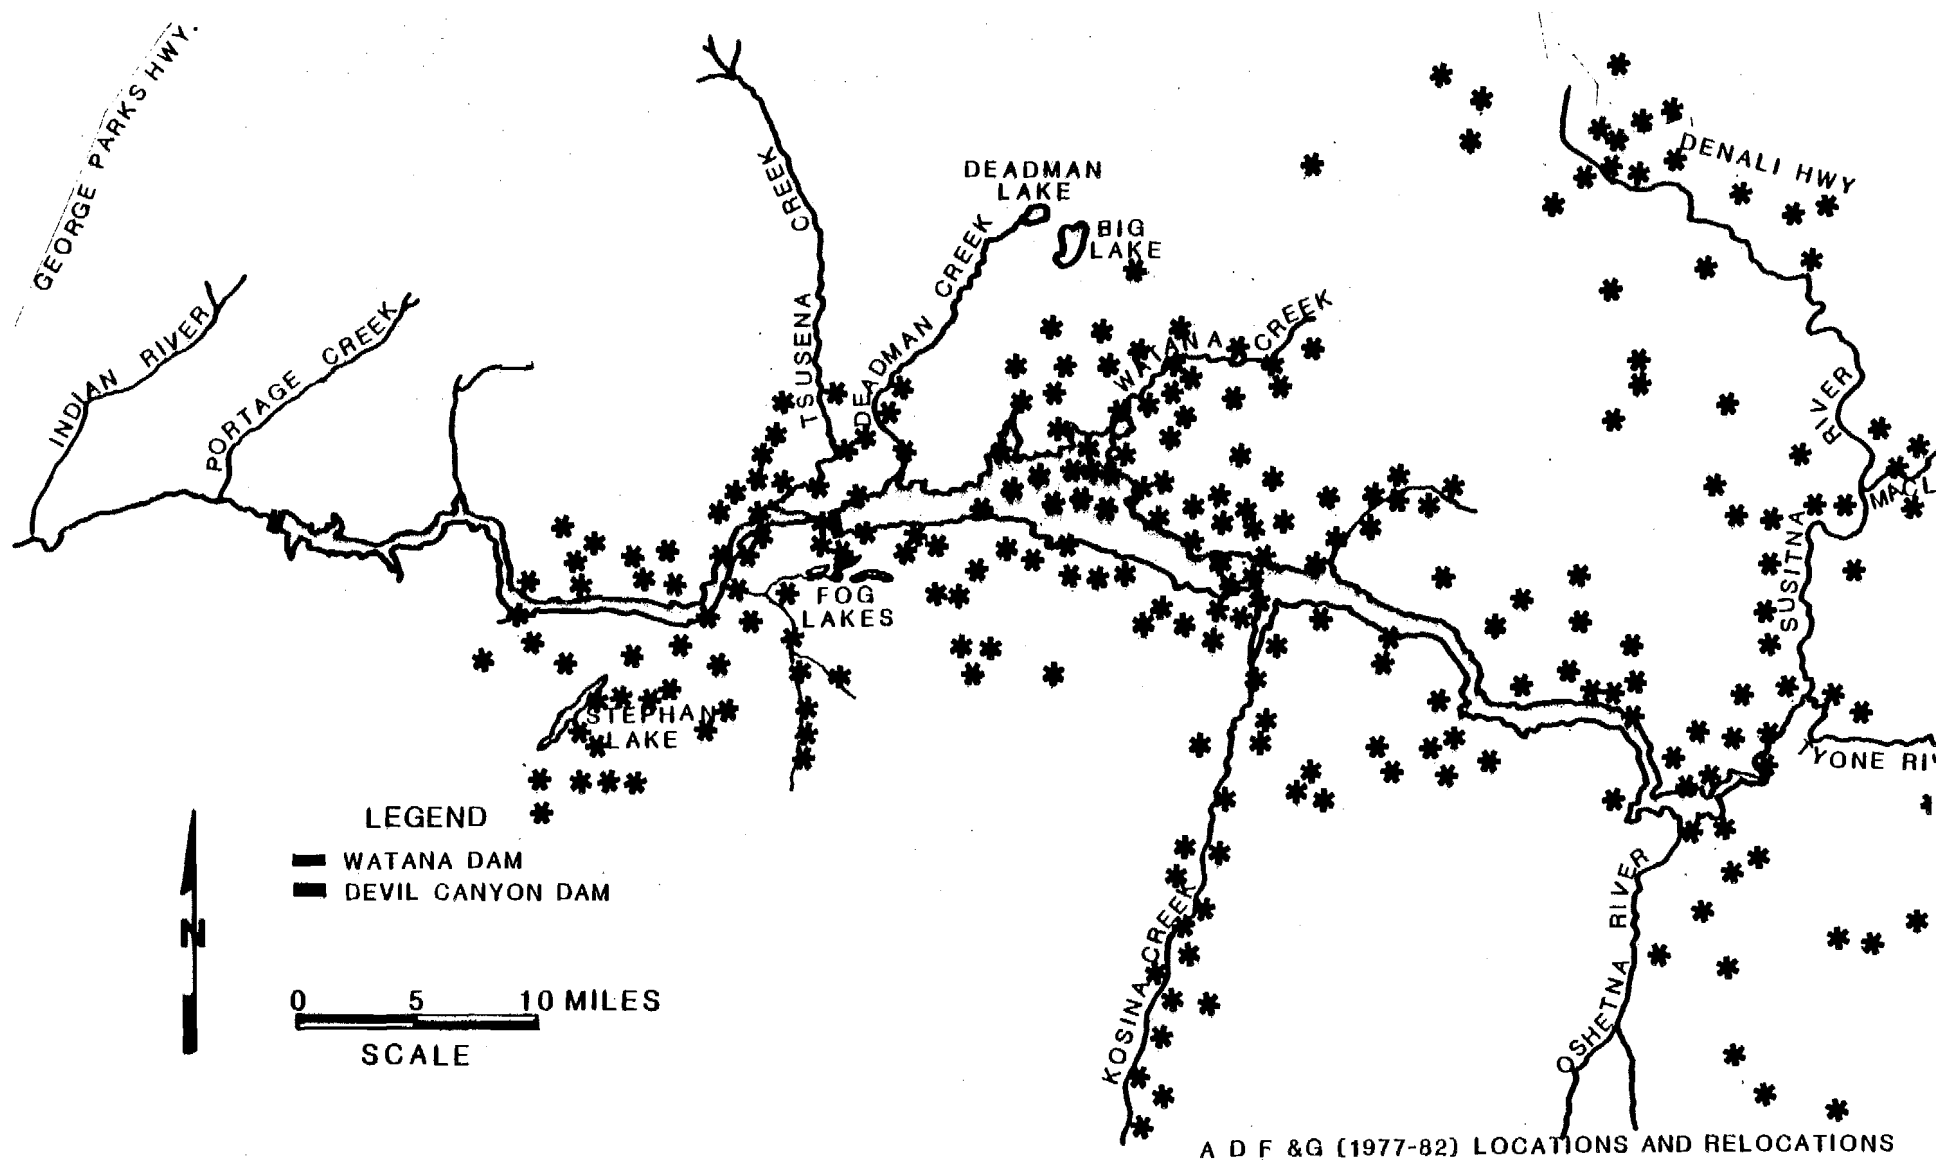 GEORGE PARKS HWY.
INDIAN RIVER
PORTAGE CREEK
TSUSENA CREEK
DEADMAN CREEK
DEADMAN
LAKE
BIG
LAKE
WATANA CREEK
DENALI HWY
SUSITNA RIVER
MACL
TYONE RIV
FOG
LAKES
STEPHAN
LAKE
KOSINA CREEK
OSHETNA RIVER
LEGEND
WATANA DAM
DEVIL CANYON DAM
N
0 5 10 MILES
SCALE
A D F &G (1977-82) LOCATIONS AND RELOCATIONS